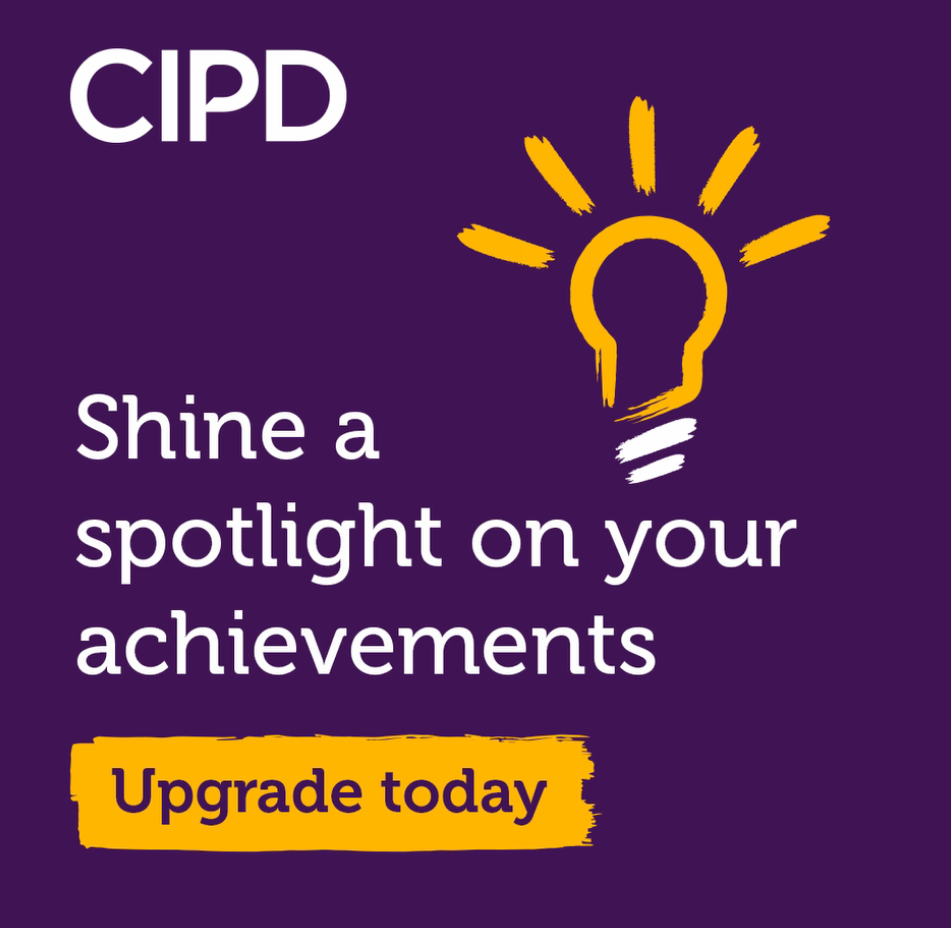 CIPD
Shine a
spotlight on your
achievements
Upgrade today